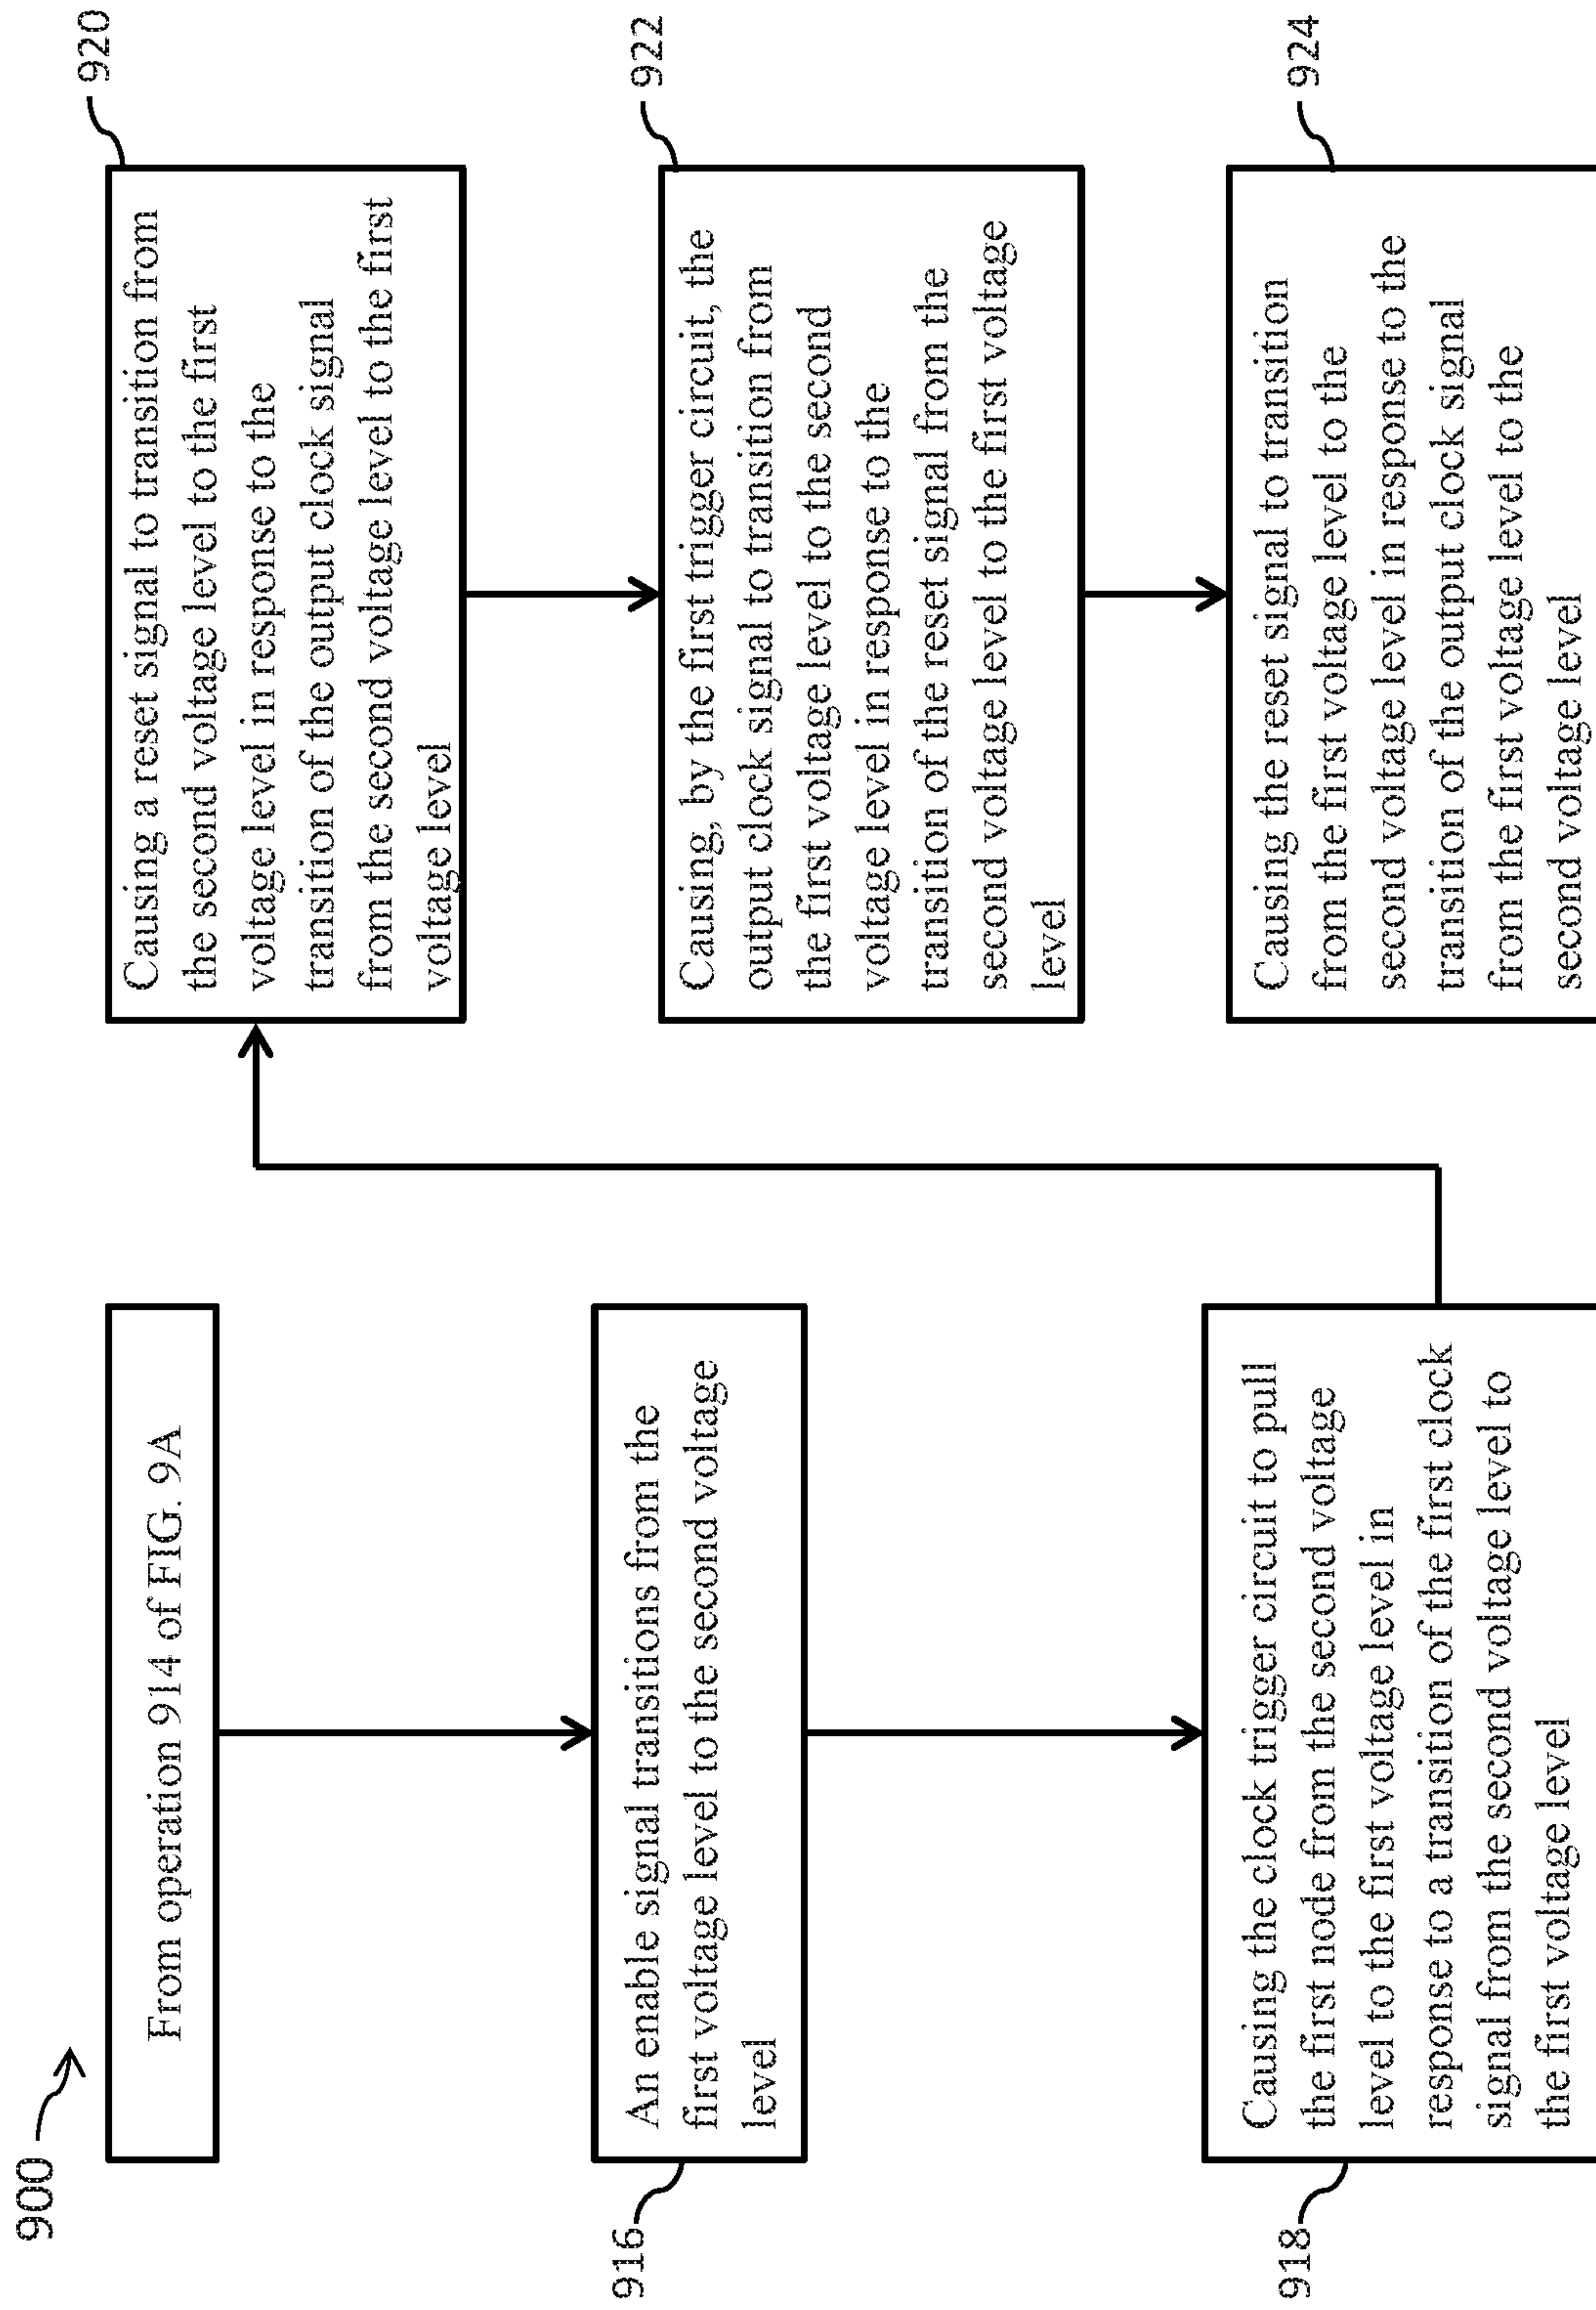 900
From operation 914 of FIG. 9A
916
An enable signal transitions from the
first voltage level to the second voltage
level
918
Causing the clock trigger circuit to pull
the first node from the second voltage
level to the first voltage level in
response to a transition of the first clock
signal from the second voltage level to
the first voltage level
920
Causing a reset signal to transition from
the second voltage level to the first
voltage level in response to the
transition of the output clock signal
from the second voltage level to the first
voltage level
922
Causing, by the first trigger circuit, the
output clock signal to transition from
the first voltage level to the second
voltage level in response to the
transition of the reset signal from the
second voltage level to the first voltage
level
924
Causing the reset signal to transition
from the first voltage level to the
second voltage level in response to the
transition of the output clock signal
from the first voltage level to the
second voltage level